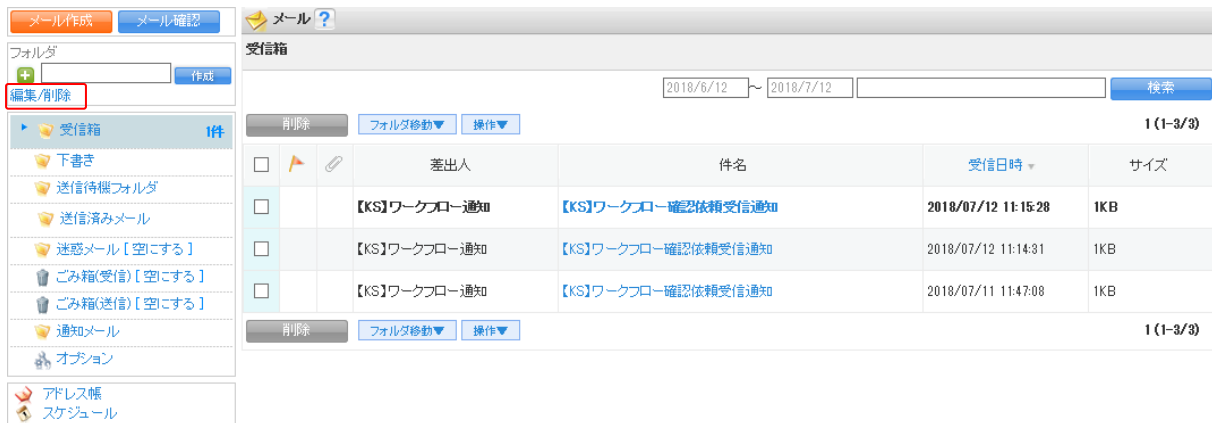 メール作成 メール確認
フォルダ
作成
編集/削除
受信箱 1件
下書き
送信待機フォルダ
送信済みメール
迷惑メール [ 空にする ]
ごみ箱(受信) [ 空にする ]
ごみ箱(送信) [ 空にする ]
通知メール
オプション
アドレス帳
スケジュール
メール ?
受信箱
2018/6/12 ～ 2018/7/12 検索
削除 フォルダ移動▼ 操作▼ 1 (1-3/3)
差出人 件名 受信日時 サイズ
【KS】ワークフロー通知 【KS】ワークフロー確認依頼受信通知 2018/07/12 11:15:28 1KB
【KS】ワークフロー通知 【KS】ワークフロー確認依頼受信通知 2018/07/12 11:14:31 1KB
【KS】ワークフロー通知 【KS】ワークフロー確認依頼受信通知 2018/07/11 11:47:08 1KB
削除 フォルダ移動▼ 操作▼ 1 (1-3/3)